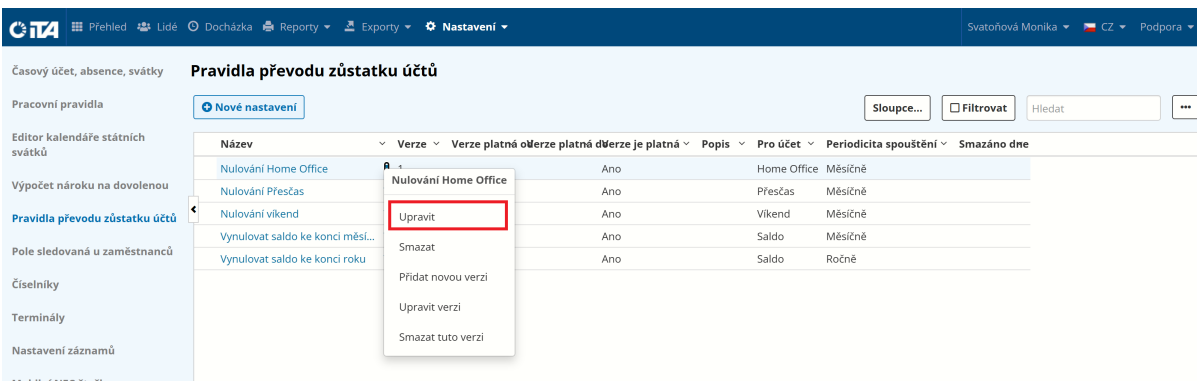 iTA Přehled Lidé Docházka Reporty Exporty Nastavení Svatoňová Monika CZ Podpora
Časový účet, absence, svátky
Pracovní pravidla
Editor kalendáře státních
svátků
Výpočet nároku na dovolenou
Pravidla převodu zůstatku účtů
Pole sledovaná u zaměstnanců
Číselníky
Terminály
Nastavení záznamů
Pravidla převodu zůstatku účtů
Nové nastavení Sloupce... Filtrovat Hledat ...
Název Verze Verze platná od Verze platná do Verze je platná Popis Pro účet Periodicita spouštění Smazáno dne
Nulování Home Office 1 Ano Home Office Měsíčně
Nulování Přesčas Ano Přesčas Měsíčně
Nulování víkend Ano Víkend Měsíčně
Vynulovat saldo ke konci měsí... Ano Saldo Měsíčně
Vynulovat saldo ke konci roku Ano Saldo Ročně
Nulování Home Office
Upravit
Smazat
Přidat novou verzi
Upravit verzi
Smazat tuto verzi